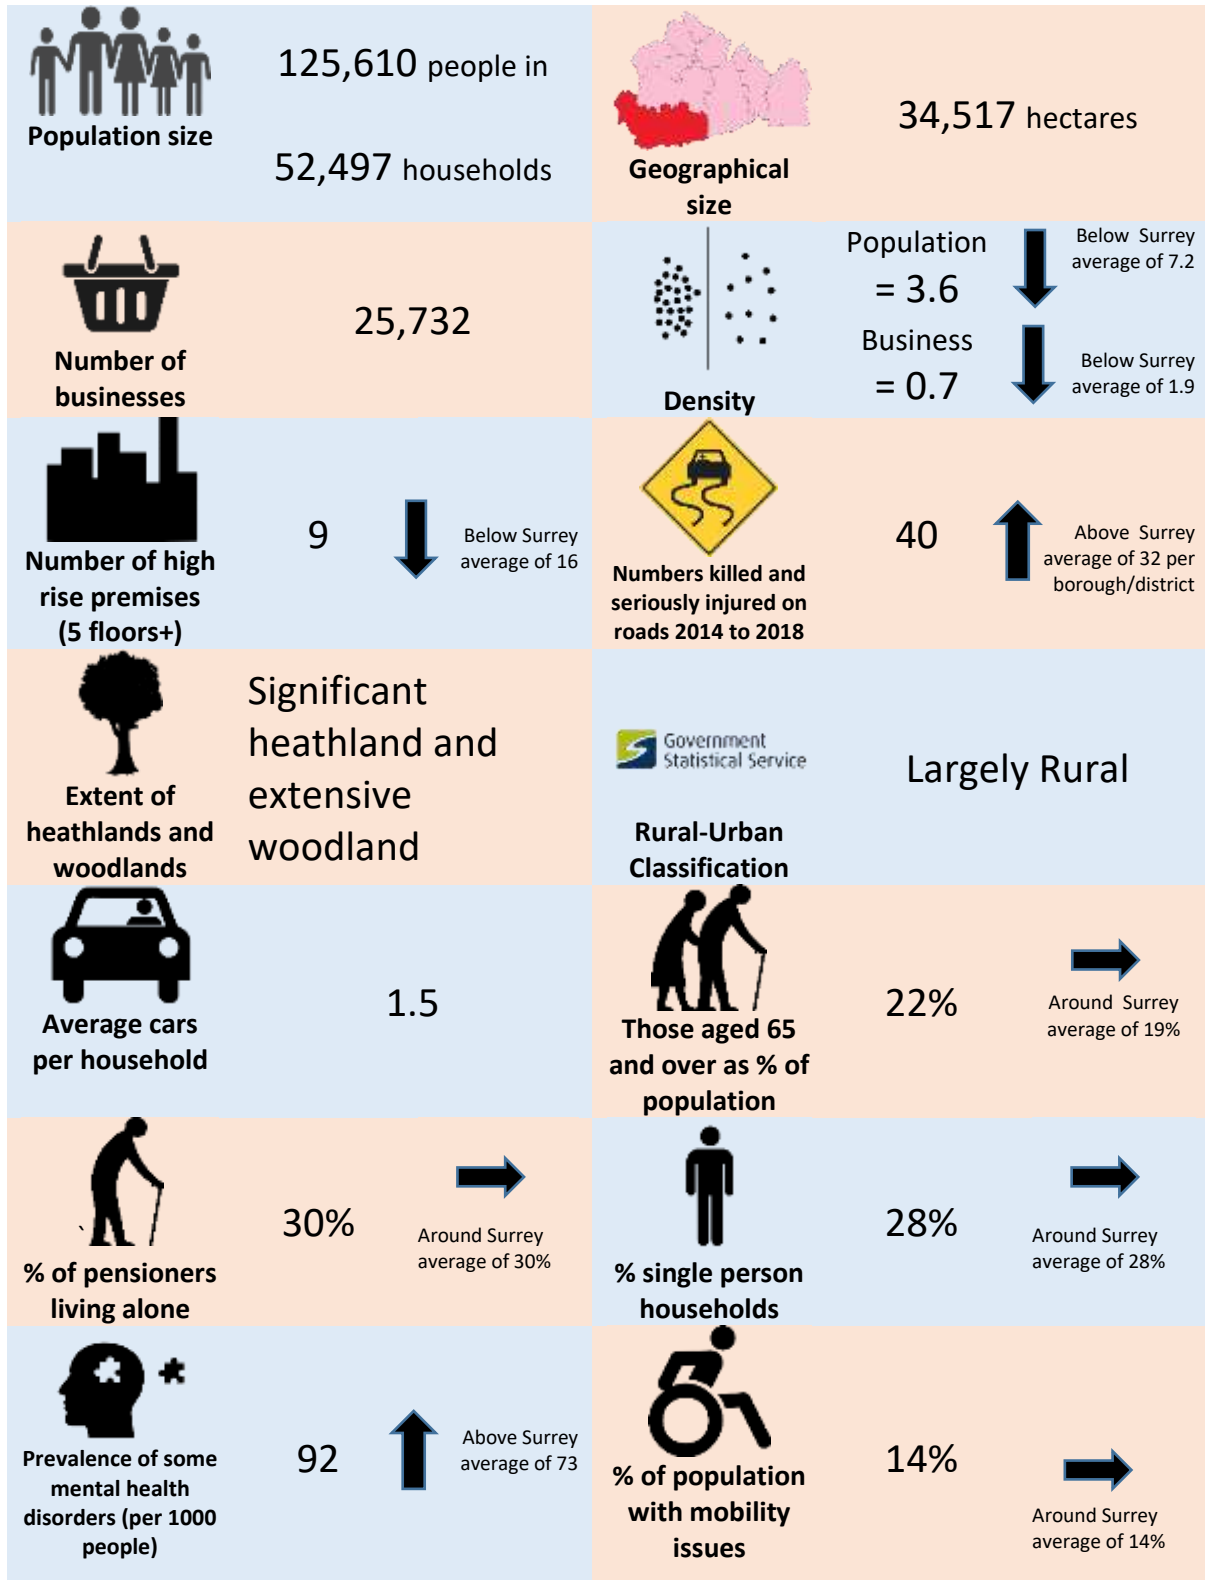 125,610 people in
52,497 households
Population size
34,517 hectares
Geographical
size
25,732
Number of
businesses
Population
= 3.6
Below Surrey
average of 7.2
Business
= 0.7
Below Surrey
average of 1.9
Density
9
Below Surrey
average of 16
Number of high
rise premises
(5 floors+)
40
Above Surrey
average of 32 per
borough/district
Numbers killed and
seriously injured on
roads 2014 to 2018
Significant
heathland and
extensive
woodland
Extent of
heathlands and
woodlands
Government
Statistical Service
Largely Rural
Rural-Urban
Classification
1.5
Average cars
per household
22%
Around Surrey
average of 19%
Those aged 65
and over as % of
population
`
30%
Around Surrey
average of 30%
% of pensioners
living alone
28%
Around Surrey
average of 28%
% single person
households
92
Above Surrey
average of 73
Prevalence of some
mental health
disorders (per 1000
people)
14%
Around Surrey
average of 14%
% of population
with mobility
issues